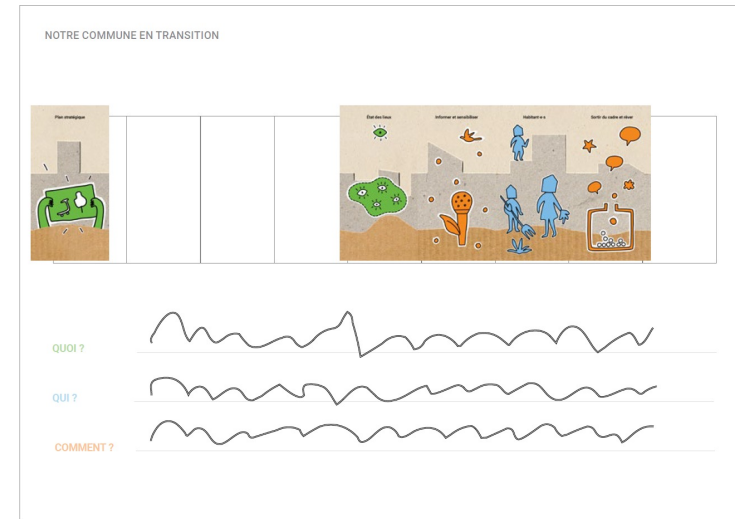 NOTRE COMMUNE EN TRANSITION
Plan stratégique
État des lieux
Informer et sensibiliser
Habitant·e·s
Sortir du cadre et rêver
QUOI ?
QUI ?
COMMENT ?